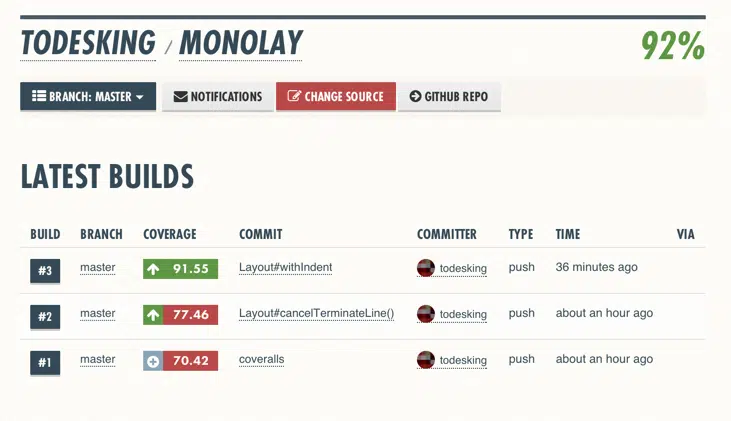 TODESKING / MONOLAY 92%
BRANCH: MASTER NOTIFICATIONS CHANGE SOURCE GITHUB REPO
LATEST BUILDS
BUILD BRANCH COVERAGE COMMIT COMMITTER TYPE TIME VIA
#3 master 91.55 Layout#withIndent todesking push 36 minutes ago
#2 master 77.46 Layout#cancelTerminateLine() todesking push about an hour ago
#1 master 70.42 coveralls todesking push about an hour ago